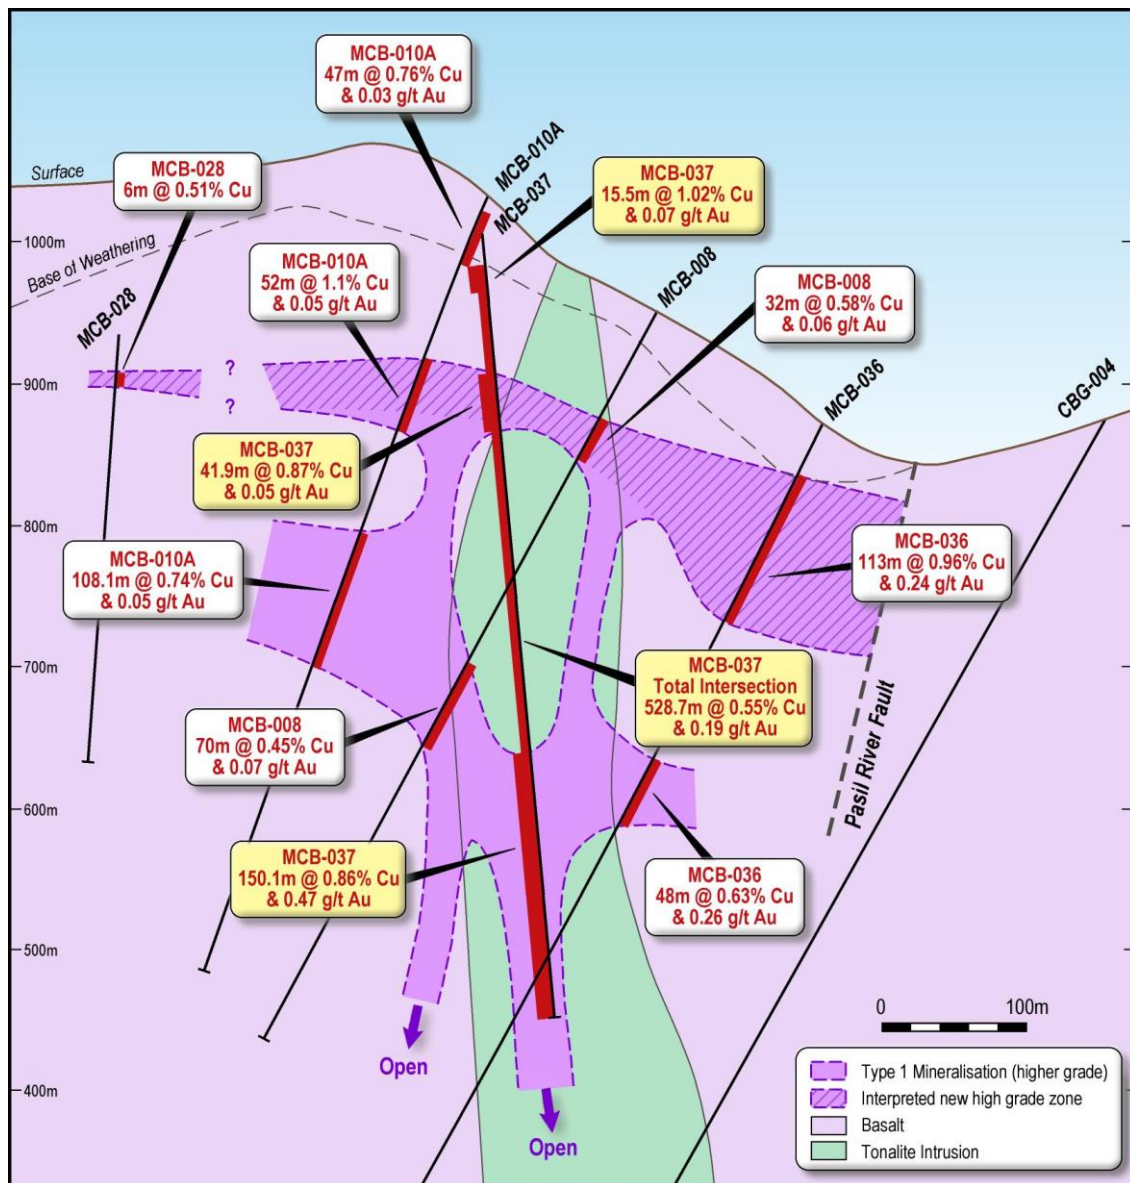 MCB-010A
47m @ 0.76% Cu
& 0.03 g/t Au
MCB-010A
MCB-037
Surface
MCB-028
6m @ 0.51% Cu
MCB-037
15.5m @ 1.02% Cu
& 0.07 g/t Au
1000m
Base of Weathering
MCB-010A
52m @ 1.1% Cu
& 0.05 g/t Au
MCB-008
MCB-008
32m @ 0.58% Cu
& 0.06 g/t Au
MCB-028
900m
?
?
MCB-036
CBG-004
MCB-037
41.9m @ 0.87% Cu
& 0.05 g/t Au
800m
MCB-010A
108.1m @ 0.74% Cu
& 0.05 g/t Au
MCB-036
113m @ 0.96% Cu
& 0.24 g/t Au
700m
MCB-037
Total Intersection
528.7m @ 0.55% Cu
& 0.19 g/t Au
MCB-008
70m @ 0.45% Cu
& 0.07 g/t Au
Pasil River Fault
600m
MCB-037
150.1m @ 0.86% Cu
& 0.47 g/t Au
MCB-036
48m @ 0.63% Cu
& 0.26 g/t Au
500m
0 100m
Open
400m
Open
Type 1 Mineralisation (higher grade)
Interpreted new high grade zone
Basalt
Tonalite Intrusion